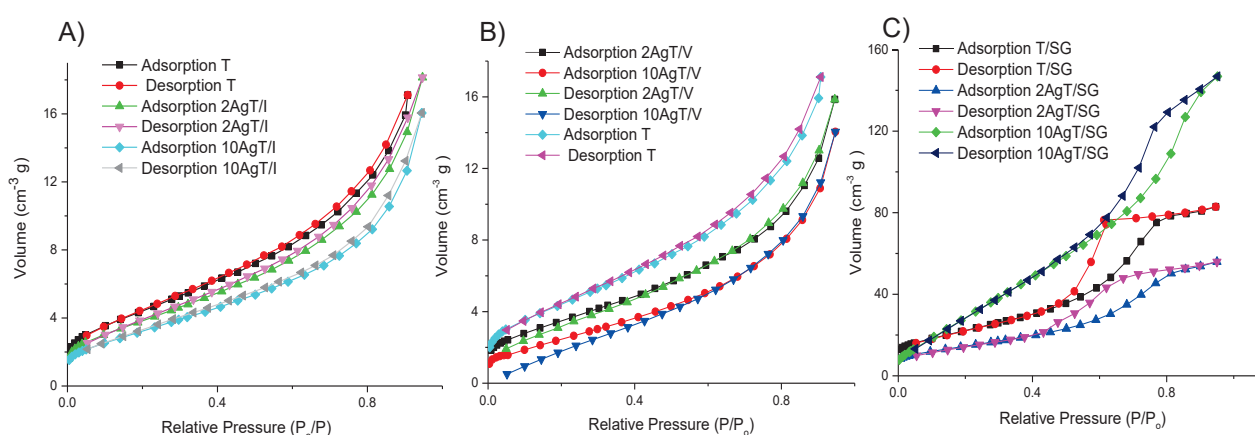 A)
Adsorption T
Desorption T
Adsorption 2AgT/I
Desorption 2AgT/I
Adsorption 10AgT/I
Desorption 10AgT/I
Volume (cm⁻³ g)
16
12
8
4
0
0.0 0.4 0.8
Relative Pressure (Pₒ/P)
B)
Adsorption 2AgT/V
Adsorption 10AgT/V
Desorption 2AgT/V
Desorption 10AgT/V
Adsorption T
Desorption T
Volume (cm⁻³ g)
20
16
12
8
4
0
0.0 0.4 0.8
Relative Pressure (P/Pₒ)
C)
Adsorption T/SG
Desorption T/SG
Adsorption 2AgT/SG
Desorption 2AgT/SG
Adsorption 10AgT/SG
Desorption 10AgT/SG
Volume (cm⁻³ g)
160
120
80
40
0
0.0 0.4 0.8
Relative Pressure (P/Pₒ)